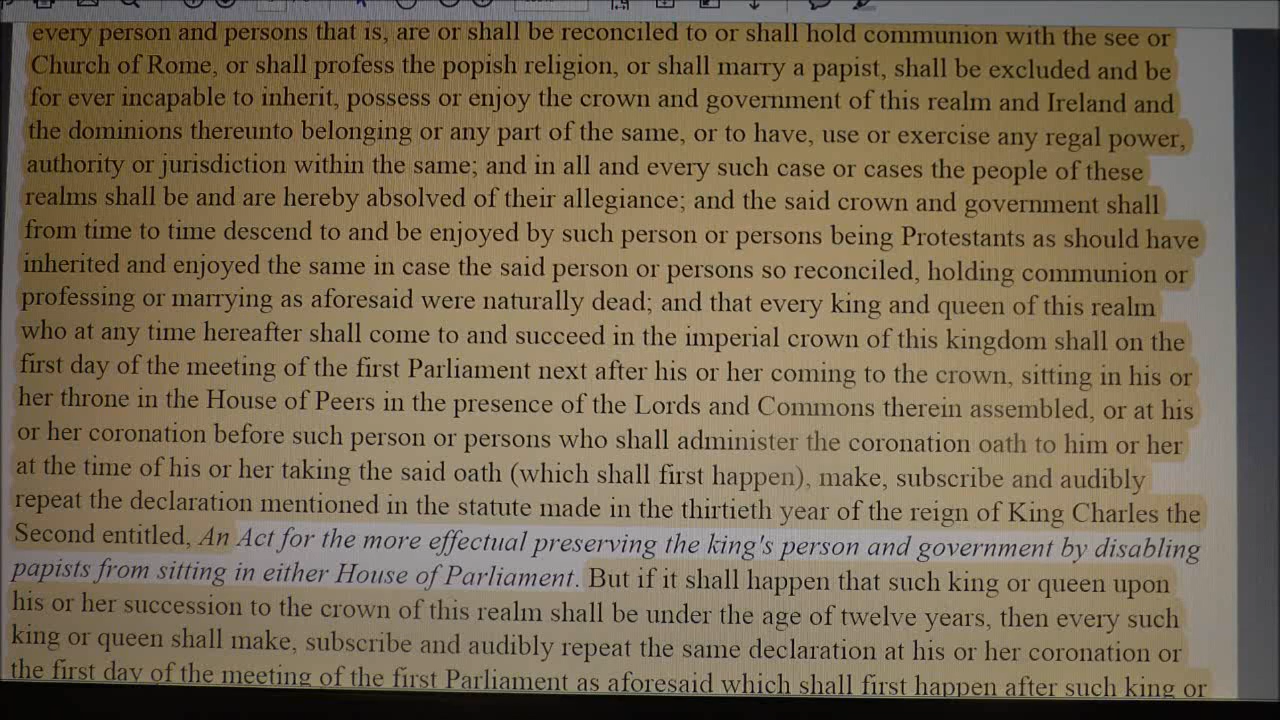 every person and persons that is, are or shall be reconciled to or shall hold communion with the see or
Church of Rome, or shall profess the popish religion, or shall marry a papist, shall be excluded and be
for ever incapable to inherit, possess or enjoy the crown and government of this realm and Ireland and
the dominions thereunto belonging or any part of the same, or to have, use or exercise any regal power,
authority or jurisdiction within the same; and in all and every such case or cases the people of these
realms shall be and are hereby absolved of their allegiance; and the said crown and government shall
from time to time descend to and be enjoyed by such person or persons being Protestants as should have
inherited and enjoyed the same in case the said person or persons so reconciled, holding communion or
professing or marrying as aforesaid were naturally dead; and that every king and queen of this realm
who at any time hereafter shall come to and succeed in the imperial crown of this kingdom shall on the
first day of the meeting of the first Parliament next after his or her coming to the crown, sitting in his or
her throne in the House of Peers in the presence of the Lords and Commons therein assembled, or at his
or her coronation before such person or persons who shall administer the coronation oath to him or her
at the time of his or her taking the said oath (which shall first happen), make, subscribe and audibly
repeat the declaration mentioned in the statute made in the thirtieth year of the reign of King Charles the
Second entitled, An Act for the more effectual preserving the king's person and government by disabling
papists from sitting in either House of Parliament. But if it shall happen that such king or queen upon
his or her succession to the crown of this realm shall be under the age of twelve years, then every such
king or queen shall make, subscribe and audibly repeat the same declaration at his or her coronation or
the first day of the meeting of the first Parliament as aforesaid which shall first happen after such king or